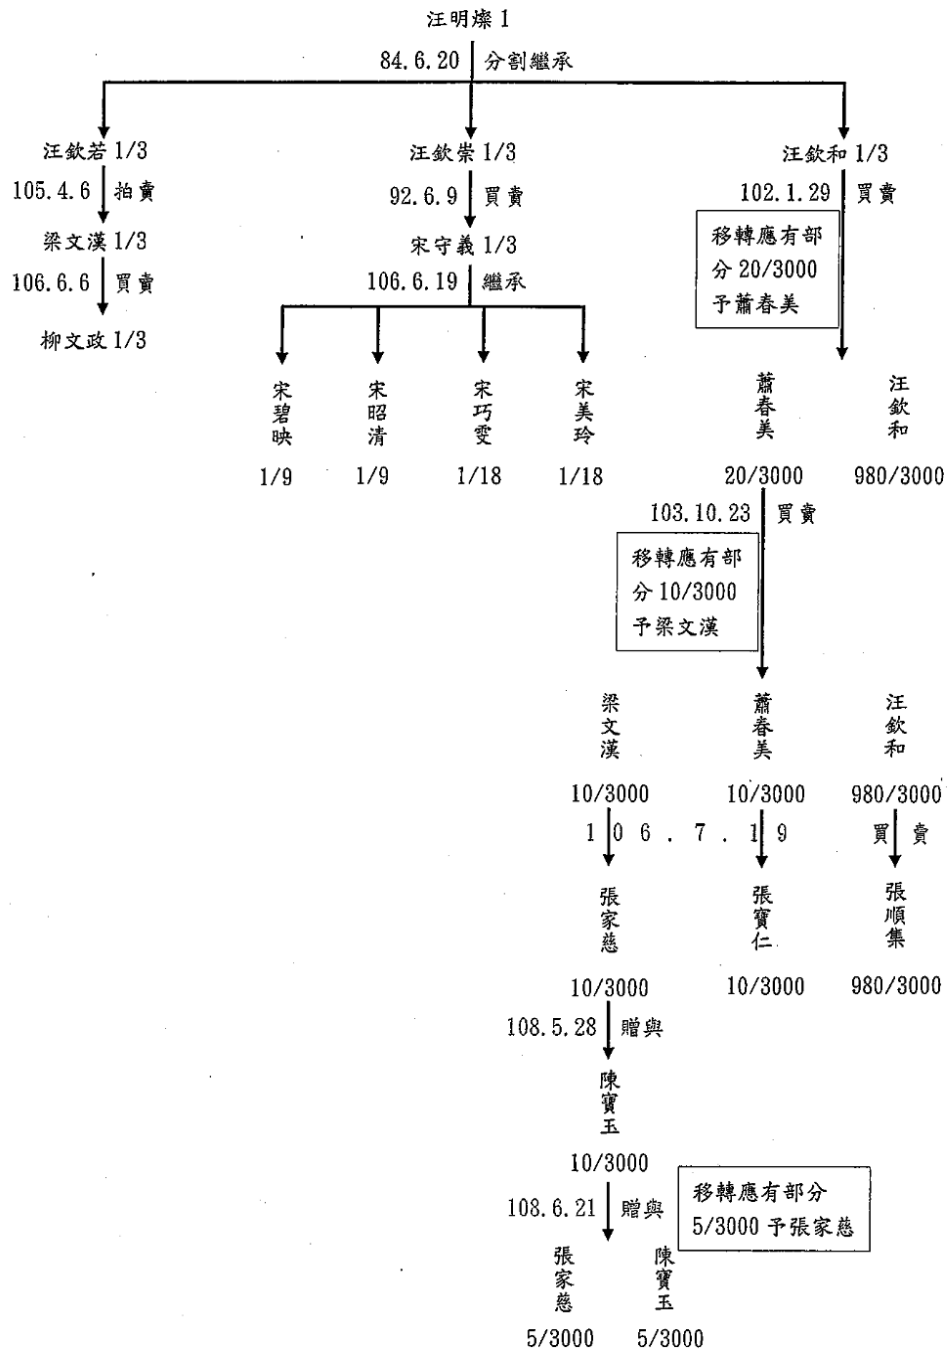 汪明燦 1
84.6.20 分割繼承
汪欽若 1/3
汪欽崇 1/3
汪欽和 1/3
105.4.6 拍賣
92.6.9 買賣
102.1.29 買賣
移轉應有部
分 20/3000
予蕭春美
梁文漢 1/3
宋守義 1/3
106.6.6 買賣
106.6.19 繼承
柳文政 1/3
宋碧映
宋昭清
宋巧雯
宋美玲
蕭春美
汪欽和
1/9
1/9
1/18
1/18
20/3000
980/3000
103.10.23 買賣
移轉應有部
分 10/3000
予梁文漢
梁文漢
蕭春美
汪欽和
10/3000
10/3000
980/3000
106.7.19 買賣
張家慈
張寶仁
張順集
10/3000
10/3000
980/3000
108.5.28 贈與
陳寶玉
10/3000
108.6.21 贈與
移轉應有部分
5/3000 予張家慈
張家慈
陳寶玉
5/3000
5/3000